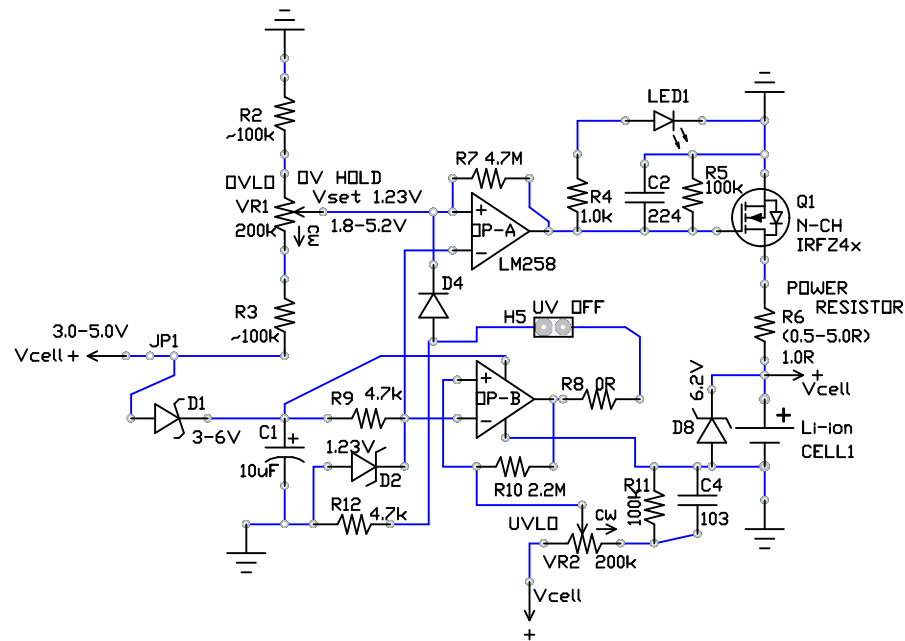 LED1
R2
~100k
R7 4.7M
OVLO
OV HOLD
Vset 1.23V
VR1
200k
CW
1.8-5.2V
+
OP-A
-
LM258
R4
1.0k
C2
224
R5
100k
Q1
N-CH
IRFZ4x
D4
H5
UV OFF
POWER
RESISTOR
R3
~100k
R6
(0.5-5.0R)
1.0R
3.0-5.0V
Vcell +
JP1
+
Vcell
D1
3-6V
R9
4.7k
+
OP-B
-
R8
0R
6.2V
D8
+
Li-ion
CELL1
C1
+
10uF
1.23V
D2
R10 2.2M
R11
100k
C4
103
R12
4.7k
UVLO
CW
VR2
200k
Vcell
+